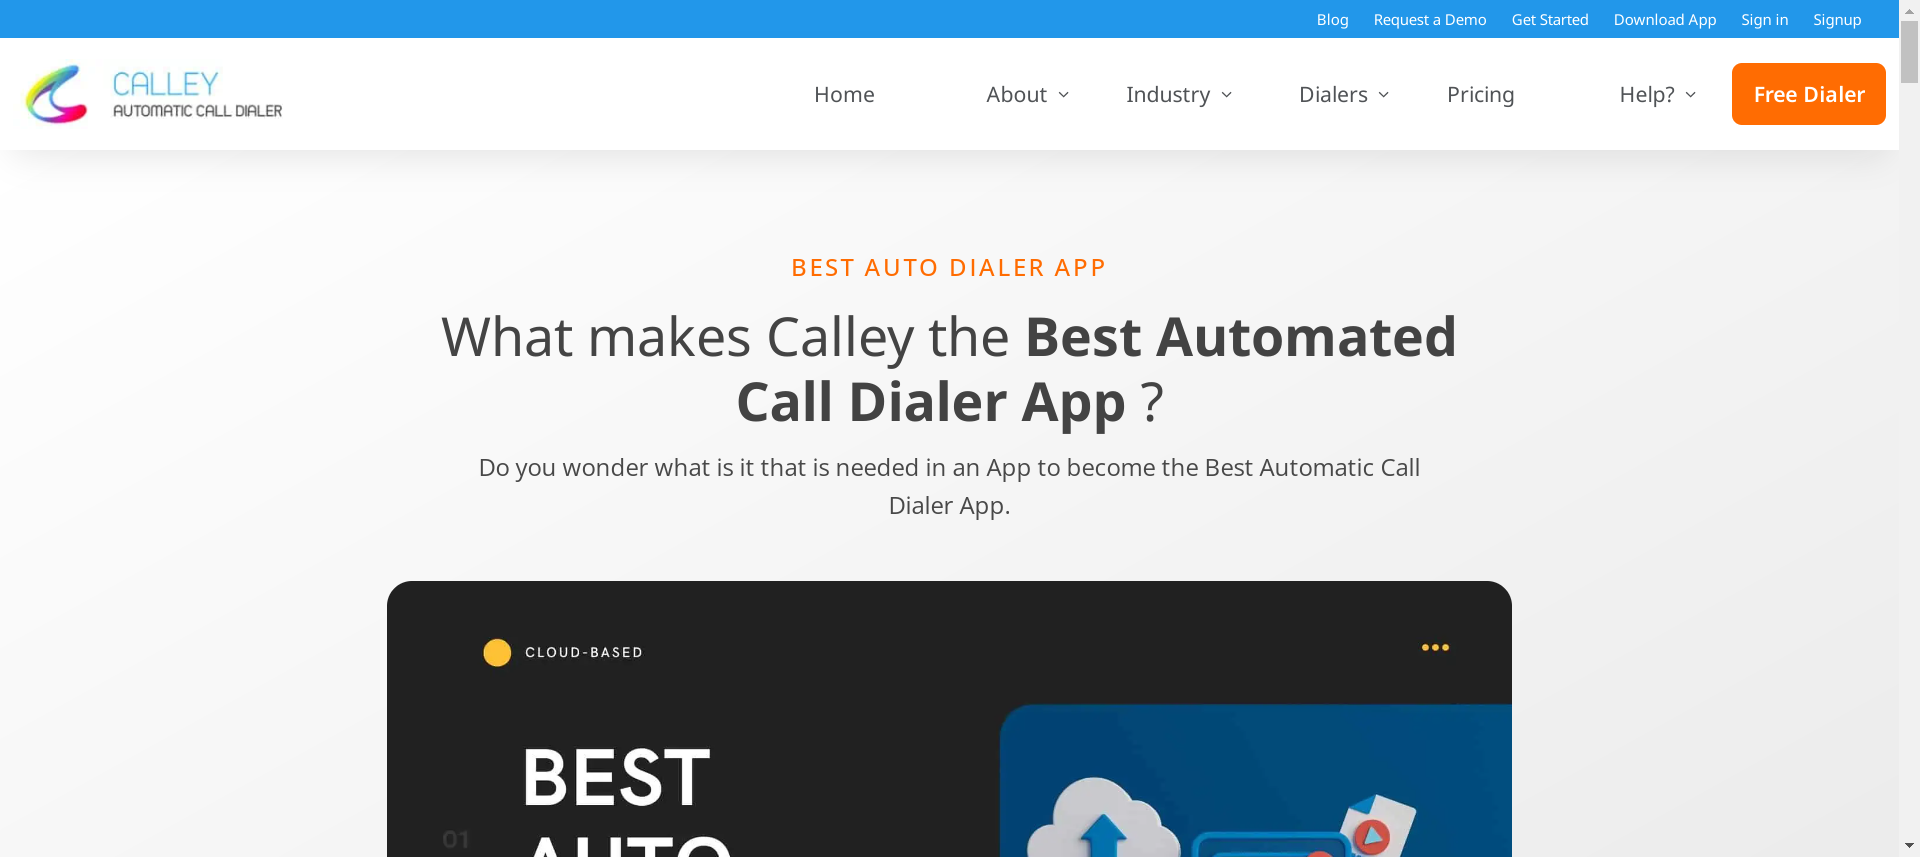 Blog Request a Demo Get Started Download App Sign in Signup
CALLEY
AUTOMATIC CALL DIALER
Home About Industry Dialers Pricing Help? Free Dialer
BEST AUTO DIALER APP
What makes Calley the Best Automated
Call Dialer App ?
Do you wonder what is it that is needed in an App to become the Best Automatic Call
Dialer App.
CLOUD-BASED
BEST
01
AUTO